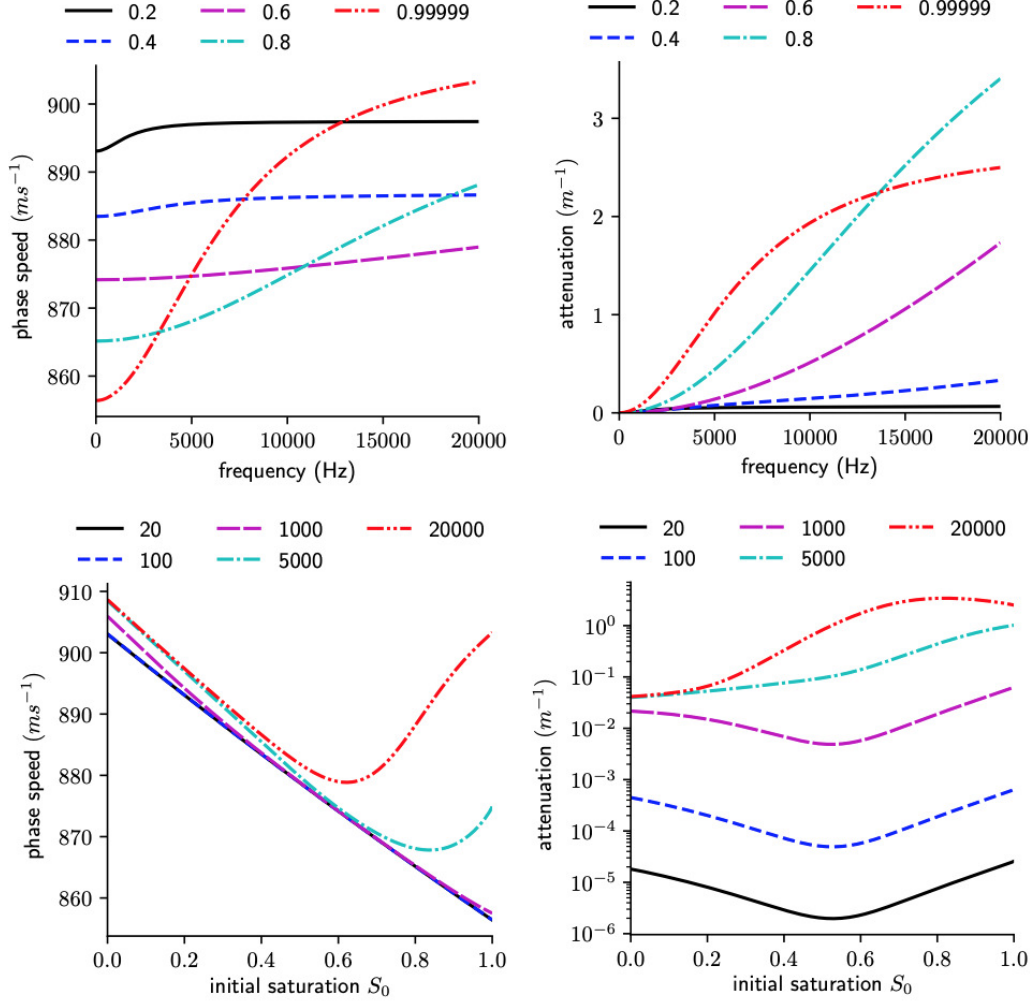 0.2 0.6 0.99999
0.4 0.8
phase speed (ms⁻¹)
900
890
880
870
860
0 5000 10000 15000 20000
frequency (Hz)
0.2 0.6 0.99999
0.4 0.8
attenuation (m⁻¹)
3
2
1
0
0 5000 10000 15000 20000
frequency (Hz)
20 1000 20000
100 5000
phase speed (ms⁻¹)
910
900
890
880
870
860
0.0 0.2 0.4 0.6 0.8 1.0
initial saturation S₀
20 1000 20000
100 5000
attenuation (m⁻¹)
10⁰
10⁻¹
10⁻²
10⁻³
10⁻⁴
10⁻⁵
10⁻⁶
0.0 0.2 0.4 0.6 0.8 1.0
initial saturation S₀